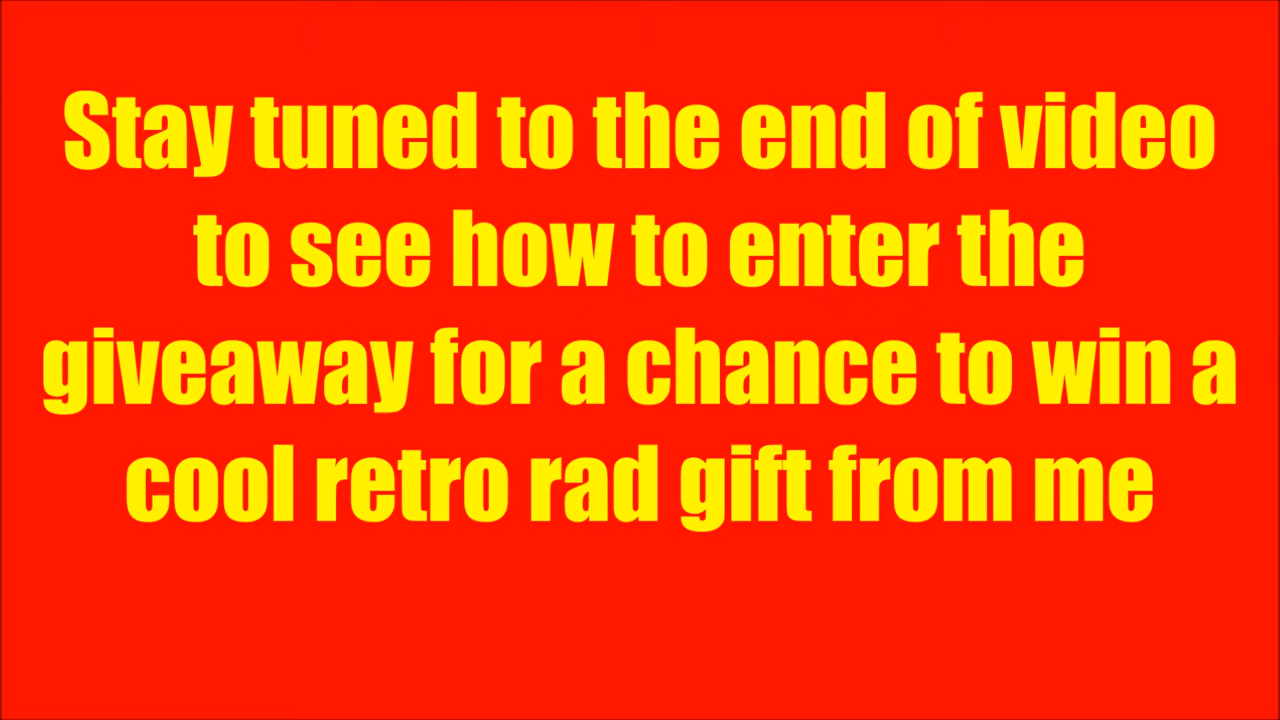 Stay tuned to the end of video
to see how to enter the
giveaway for a chance to win a
cool retro rad gift from me